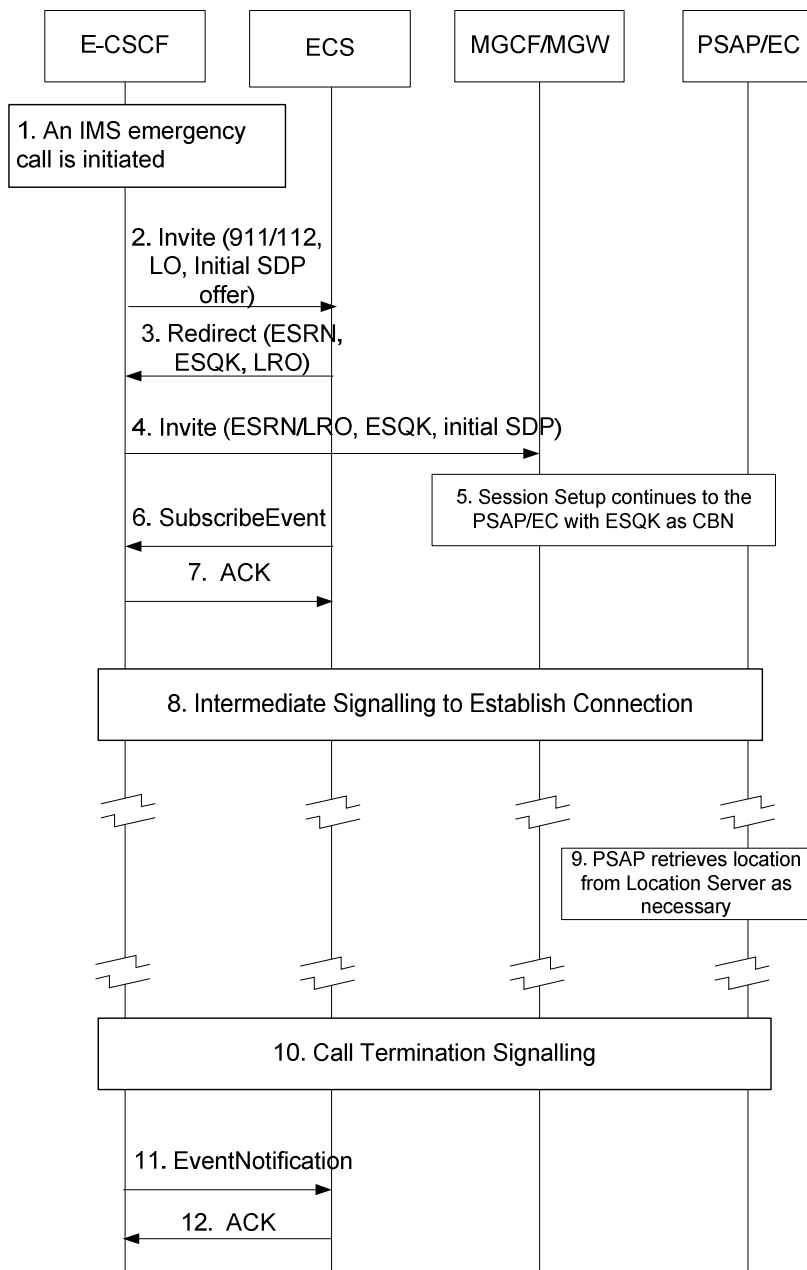 E-CSCF
ECS
MGCF/MGW
PSAP/EC
1. An IMS emergency
call is initiated
2. Invite (911/112,
LO, Initial SDP
offer)
3. Redirect (ESRN,
ESQK, LRO)
4. Invite (ESRN/LRO, ESQK, initial SDP)
5. Session Setup continues to the
PSAP/EC with ESQK as CBN
6. SubscribeEvent
7. ACK
8. Intermediate Signalling to Establish Connection
9. PSAP retrieves location
from Location Server as
necessary
10. Call Termination Signalling
11. EventNotification
12. ACK